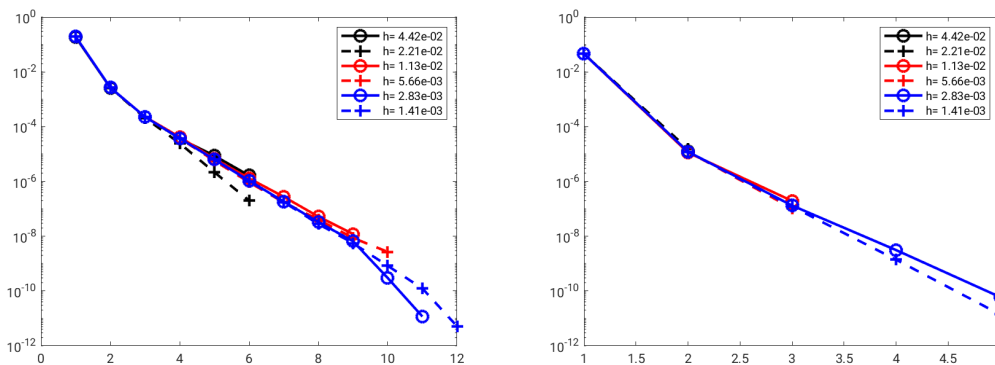 10^0
10^-2
10^-4
10^-6
10^-8
10^-10
10^-12
0 2 4 6 8 10 12
h= 4.42e-02
h= 2.21e-02
h= 1.13e-02
h= 5.66e-03
h= 2.83e-03
h= 1.41e-03
10^0
10^-2
10^-4
10^-6
10^-8
10^-10
10^-12
1 1.5 2 2.5 3 3.5 4 4.5
h= 4.42e-02
h= 2.21e-02
h= 1.13e-02
h= 5.66e-03
h= 2.83e-03
h= 1.41e-03